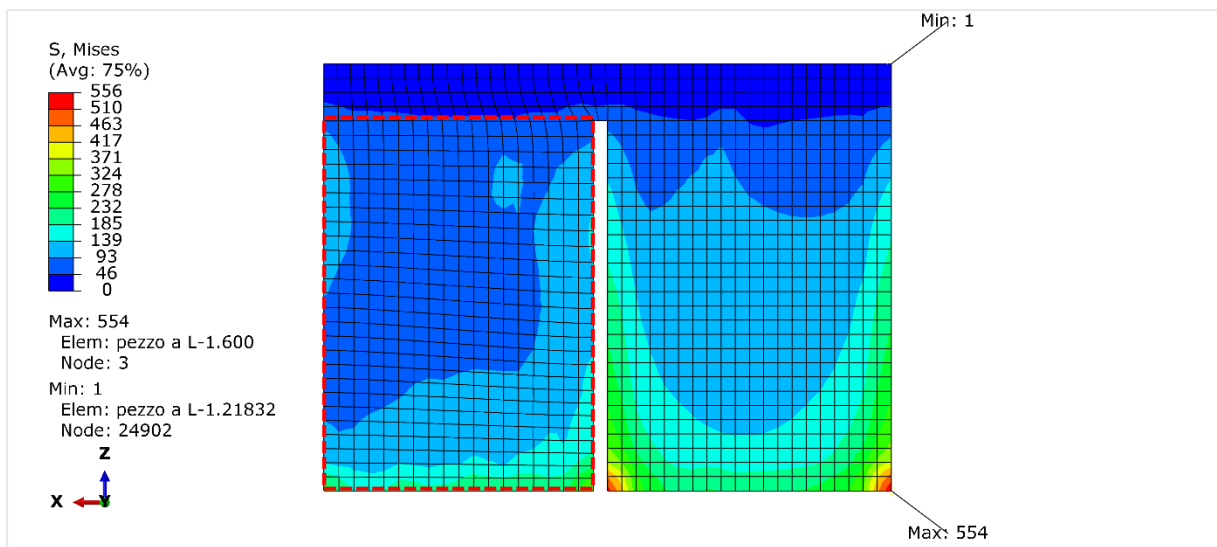 Min: 1
S, Mises
(Avg: 75%)
556
510
463
417
371
324
278
232
185
139
93
46
0
Max: 554
Elem: pezzo a L-1.600
Node: 3
Min: 1
Elem: pezzo a L-1.21832
Node: 24902
Z
X
Y
Max: 554